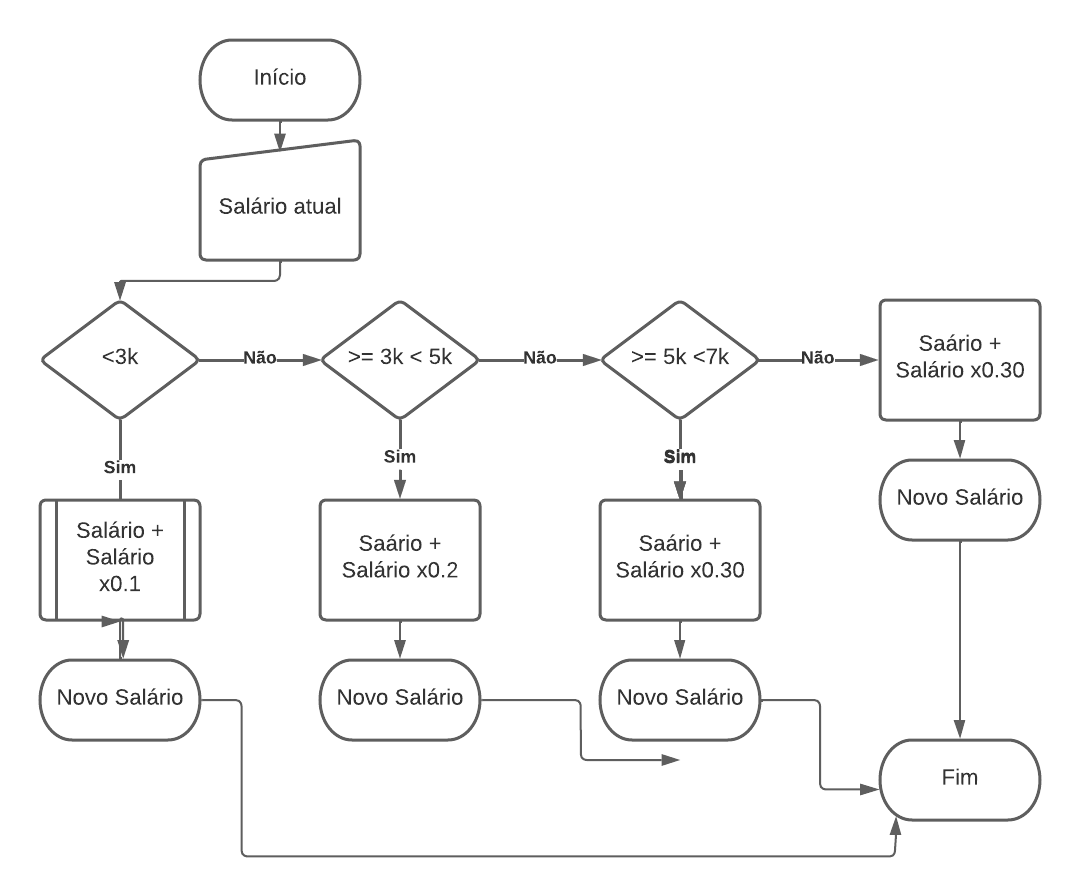 Início
Salário atual
<3k
Não
>= 3k < 5k
Não
>= 5k <7k
Não
Saário +
Salário x0.30
Sim
Sim
Sim
Novo Salário
Salário +
Salário
x0.1
Saário +
Salário x0.2
Saário +
Salário x0.30
Novo Salário
Novo Salário
Novo Salário
Fim